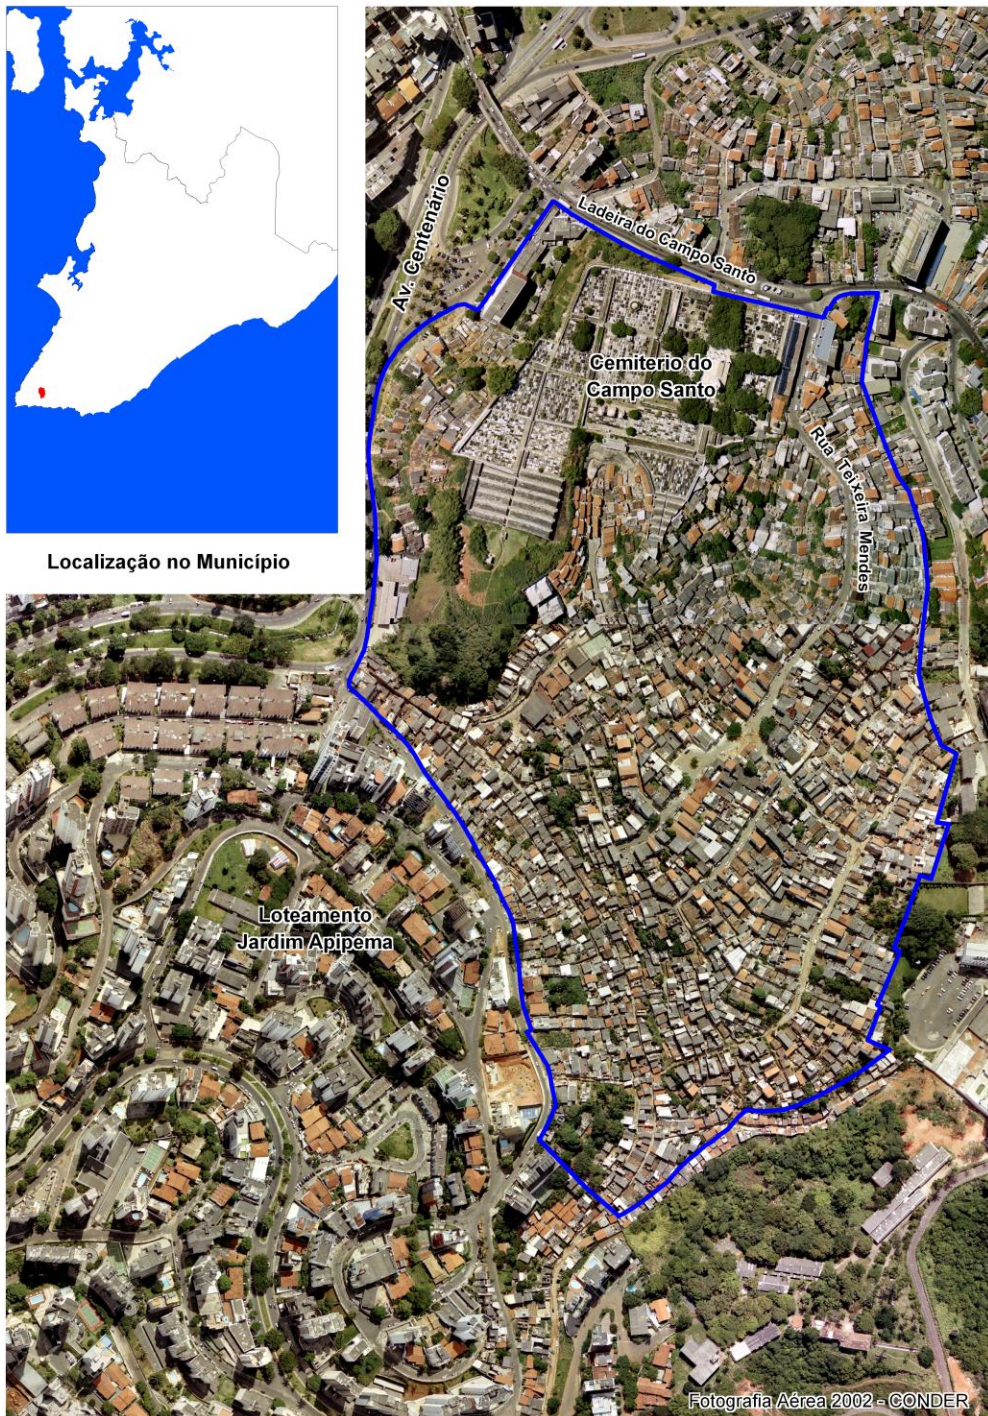 Localização no Município
Av. Centenário
Ladeira do Campo Santo
Cemiterio do
Campo Santo
Rua Teixeira Mendes
Loteamento
Jardim Apipema
Fotografia Aérea 2002 - CONDER